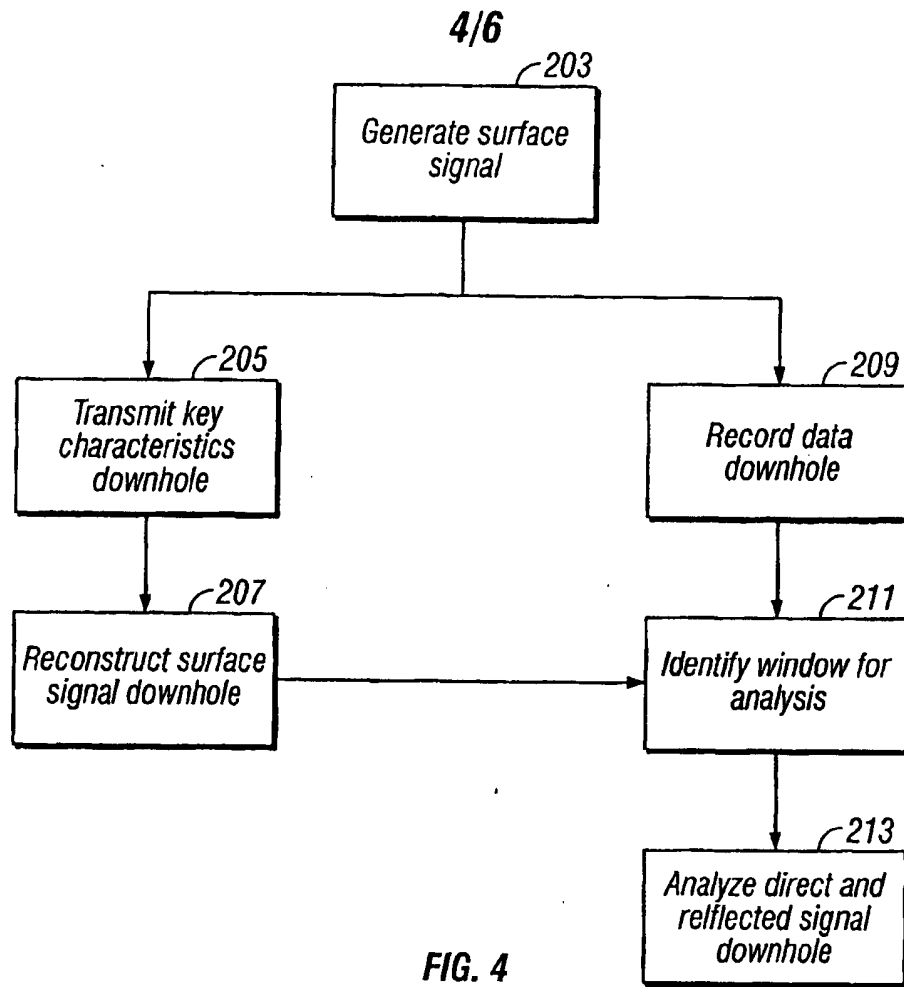 4/6
203
Generate surface
signal
205
Transmit key
characteristics
downhole
209
Record data
downhole
207
Reconstruct surface
signal downhole
211
Identify window for
analysis
213
Analyze direct and
relflected signal
downhole
FIG. 4